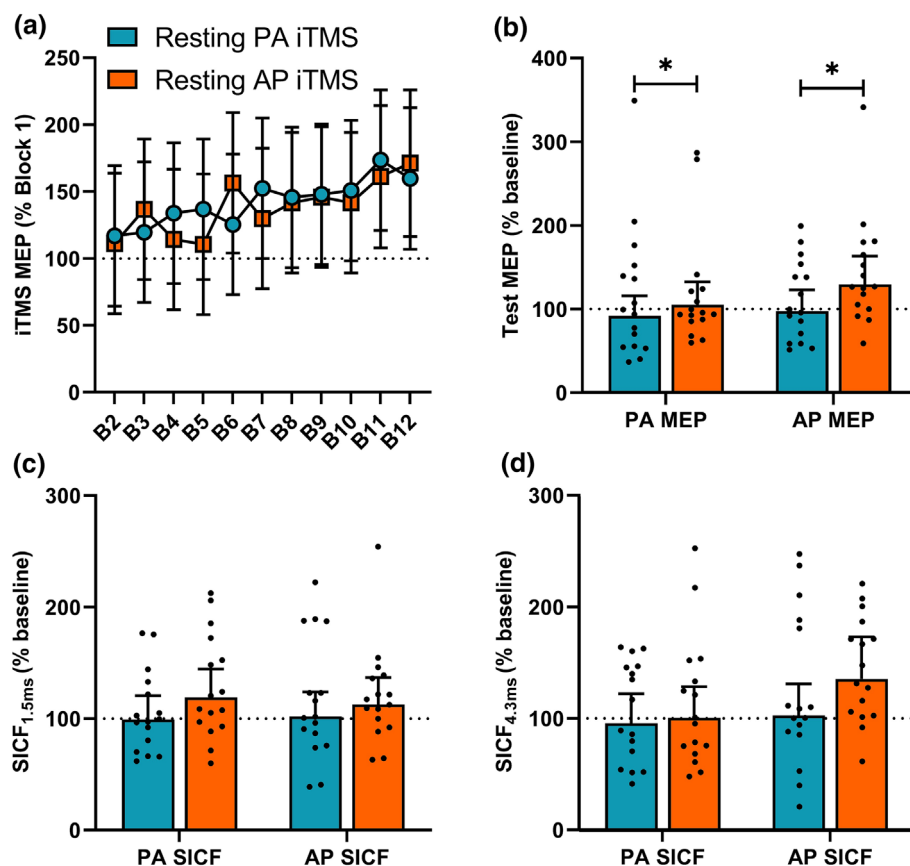 (a)
Resting PA iTMS
Resting AP iTMS
iTMS MEP (% Block 1)
250
200
150
100
50
0
B2
B3
B4
B5
B6
B7
B8
B9
B10
B11
B12
(b)
Test MEP (% baseline)
400
300
200
100
0
*
*
PA MEP
AP MEP
(c)
SICF1.5ms (% baseline)
300
200
100
0
PA SICF
AP SICF
(d)
SICF4.3ms (% baseline)
300
200
100
0
PA SICF
AP SICF